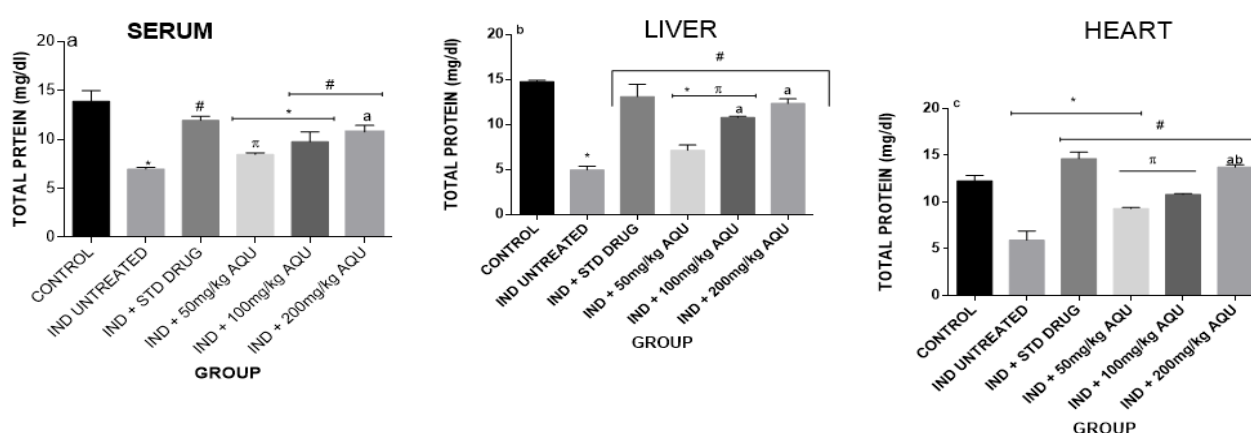 SERUM
a
TOTAL PRTEIN (mg/dl)
20
15
10
5
0
*
#
π
*
#
a
CONTROL
IND UNTREATED
IND + STD DRUG
IND + 50mg/kg AQU
IND + 100mg/kg AQU
IND + 200mg/kg AQU
GROUP
LIVER
b
TOTAL PROTEIN (mg/dl)
20
15
10
5
0
#
*
* π
a
a
CONTROL
IND UNTREATED
IND + STD DRUG
IND + 50mg/kg AQU
IND + 100mg/kg AQU
IND + 200mg/kg AQU
GROUP
HEART
c
TOTAL PROTEIN (mg/dl)
20
15
10
5
0
*
#
π
ab
CONTROL
IND UNTREATED
IND + STD DRUG
IND + 50mg/kg AQU
IND + 100mg/kg AQU
IND + 200mg/kg AQU
GROUP